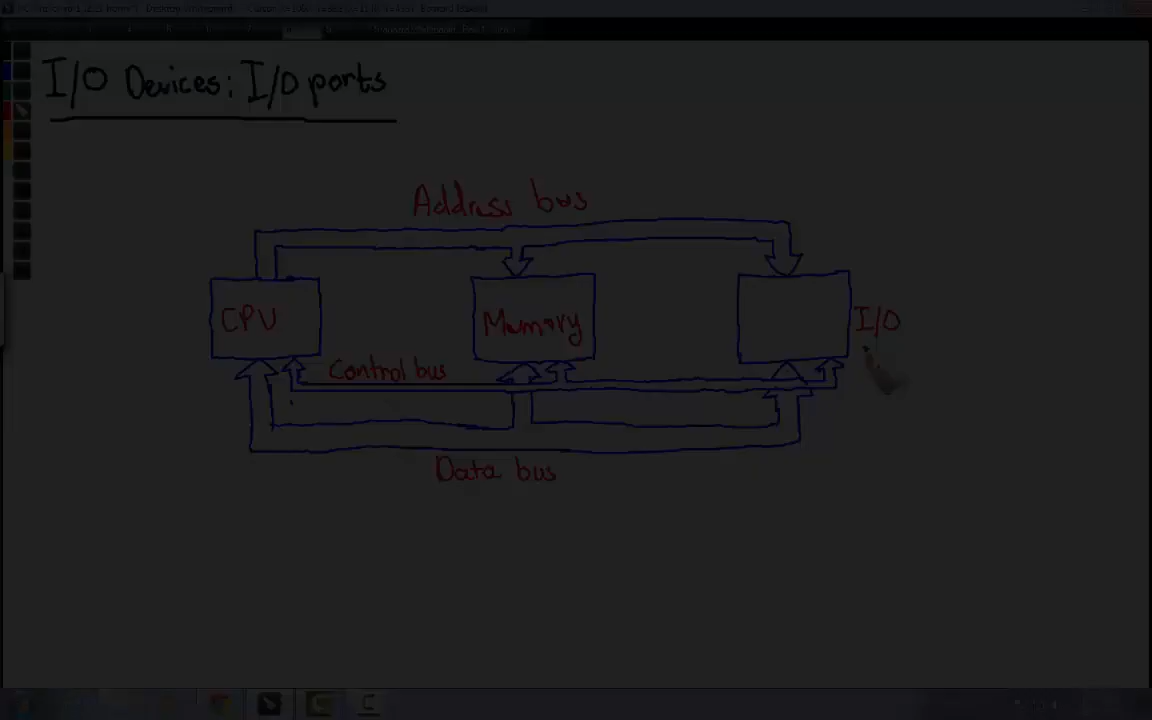 I/O Devices: I/O ports
Address bus
CPU
Memory
I/O
Control bus
Data bus